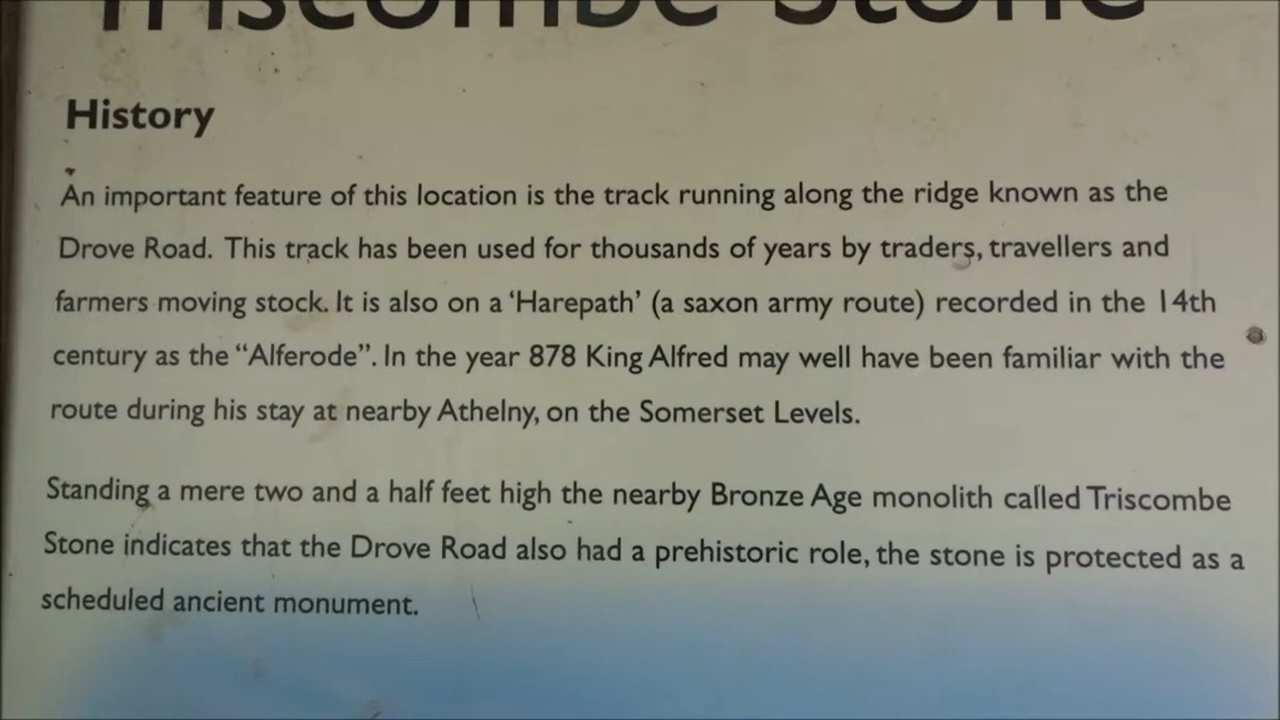 Triscombe Stone
History
An important feature of this location is the track running along the ridge known as the
Drove Road. This track has been used for thousands of years by traders, travellers and
farmers moving stock. It is also on a ‘Harepath’ (a saxon army route) recorded in the 14th
century as the “Alferode”. In the year 878 King Alfred may well have been familiar with the
route during his stay at nearby Athelny, on the Somerset Levels.
Standing a mere two and a half feet high the nearby Bronze Age monolith called Triscombe
Stone indicates that the Drove Road also had a prehistoric role, the stone is protected as a
scheduled ancient monument.